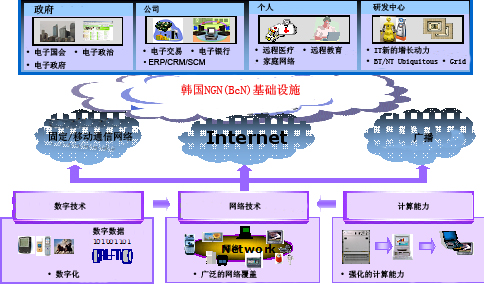 政府
公司
个人
研发中心
• 电子国会 • 电子政治
• 电子政府
• 电子交易 • 电子银行
• ERP/CRM/SCM
• 远程医疗 • 远程教育
• 家庭网络
• IT新的增长动力
• BT/NT Ubiquitous • Grid
韩国NGN(BcN)基础设施
固定/移动通信网络
Internet
广播
数字技术
网络技术
计算能力
数字数据
101001101
• 数字化
Network
• 广泛的网络覆盖
• 强化的计算能力